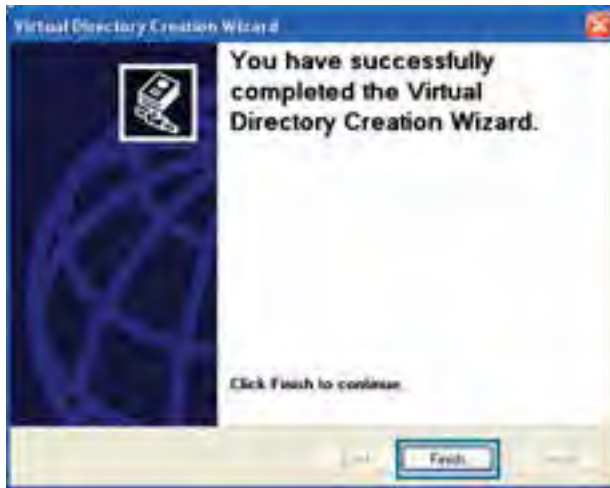 Virtual Directory Creation Wizard
You have successfully
completed the Virtual
Directory Creation Wizard.
Click Finish to continue.
Finish